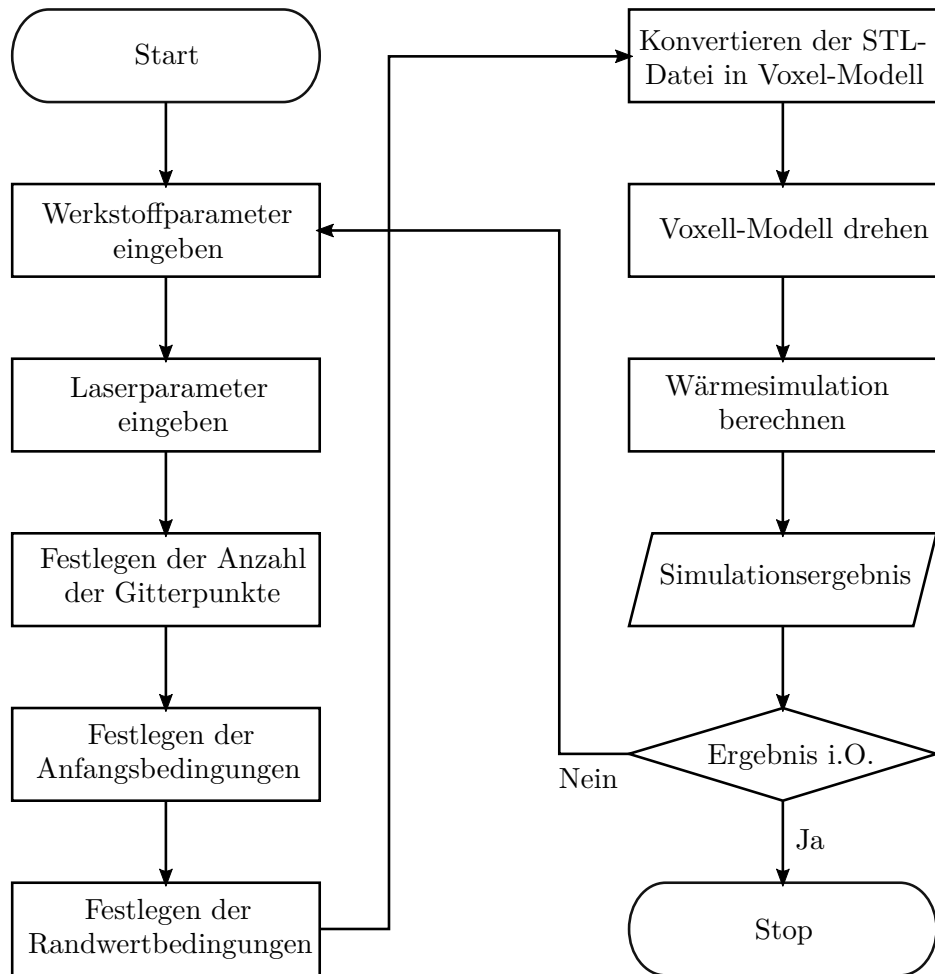 Start
Werkstoffparameter
eingeben
Laserparameter
eingeben
Festlegen der Anzahl
der Gitterpunkte
Festlegen der
Anfangsbedingungen
Festlegen der
Randwertbedingungen
Konvertieren der STL-
Datei in Voxel-Modell
Voxell-Modell drehen
Wärmesimulation
berechnen
Simulationsergebnis
Ergebnis i.O.
Nein
Ja
Stop